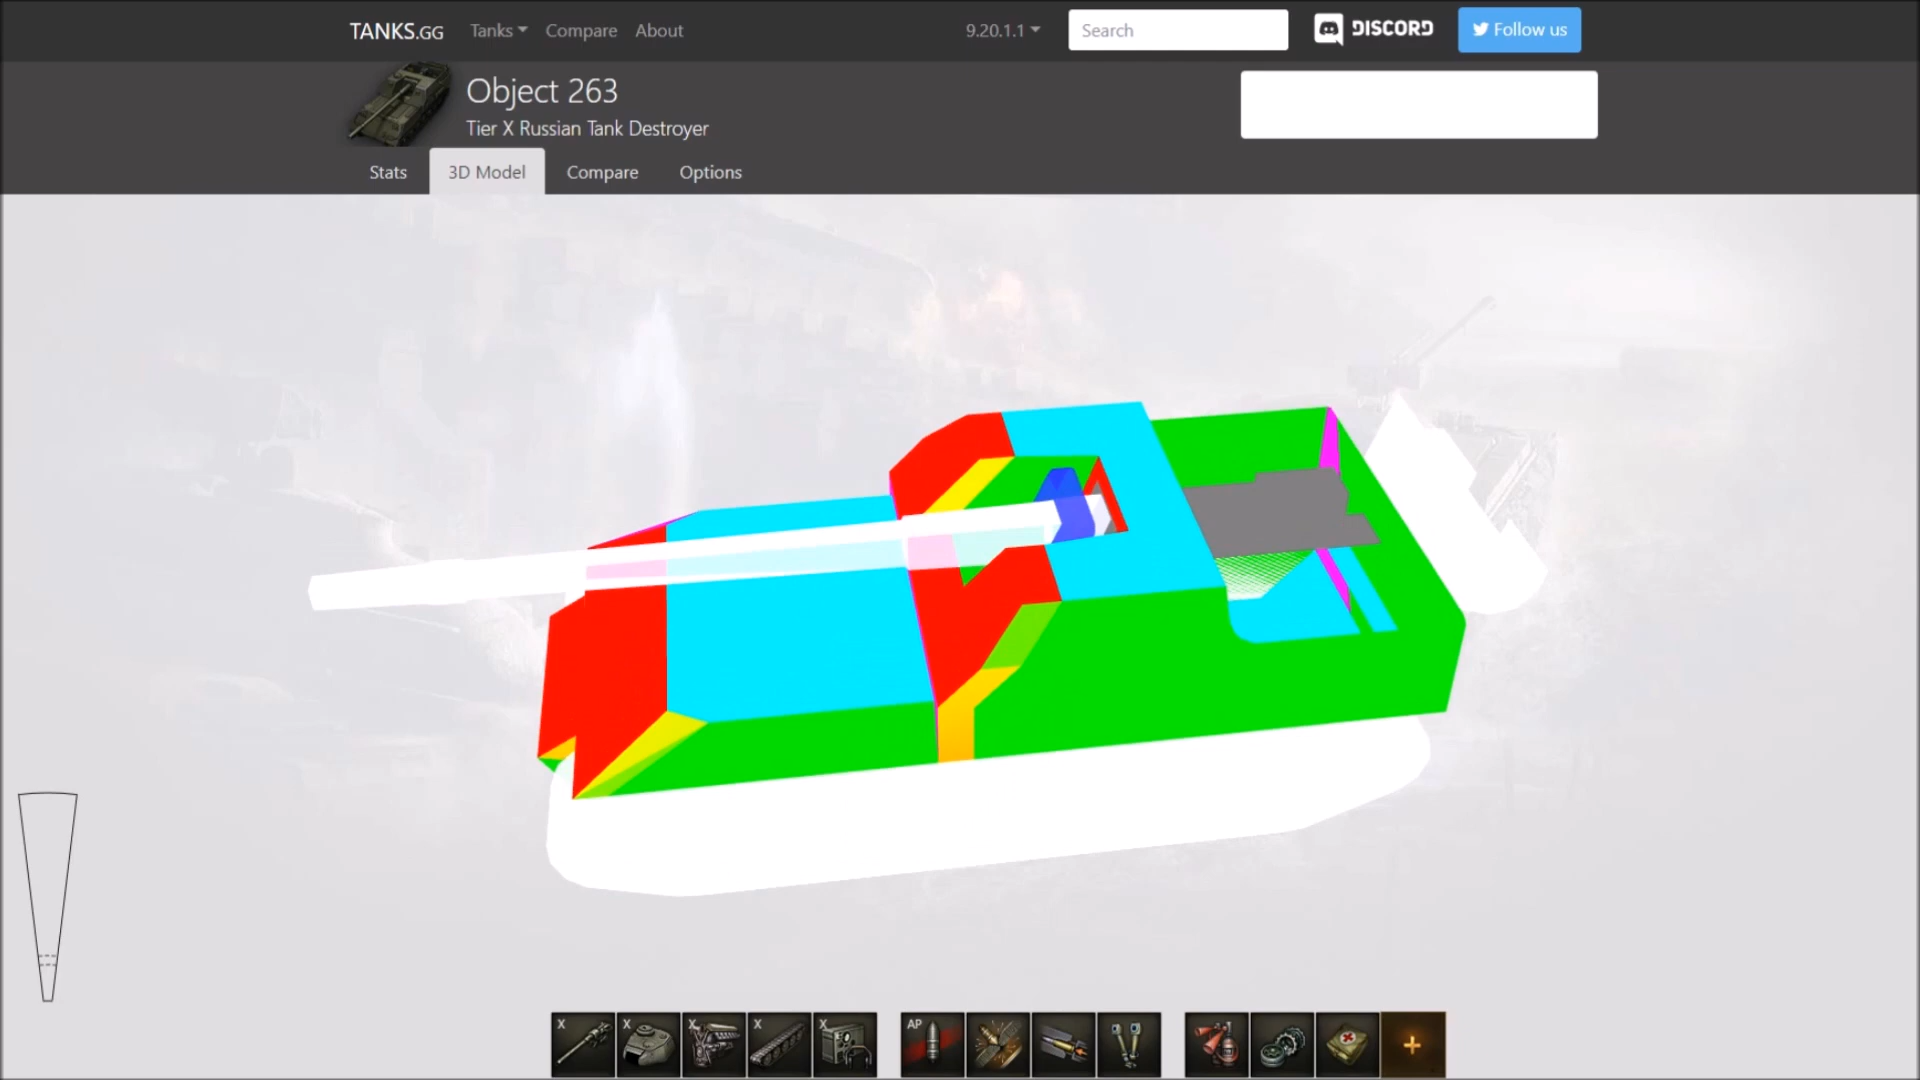 TANKS.GG Tanks Compare About 9.20.1.1 Search DISCORD Follow us
Object 263
Tier X Russian Tank Destroyer
Stats 3D Model Compare Options
X X X X X AP